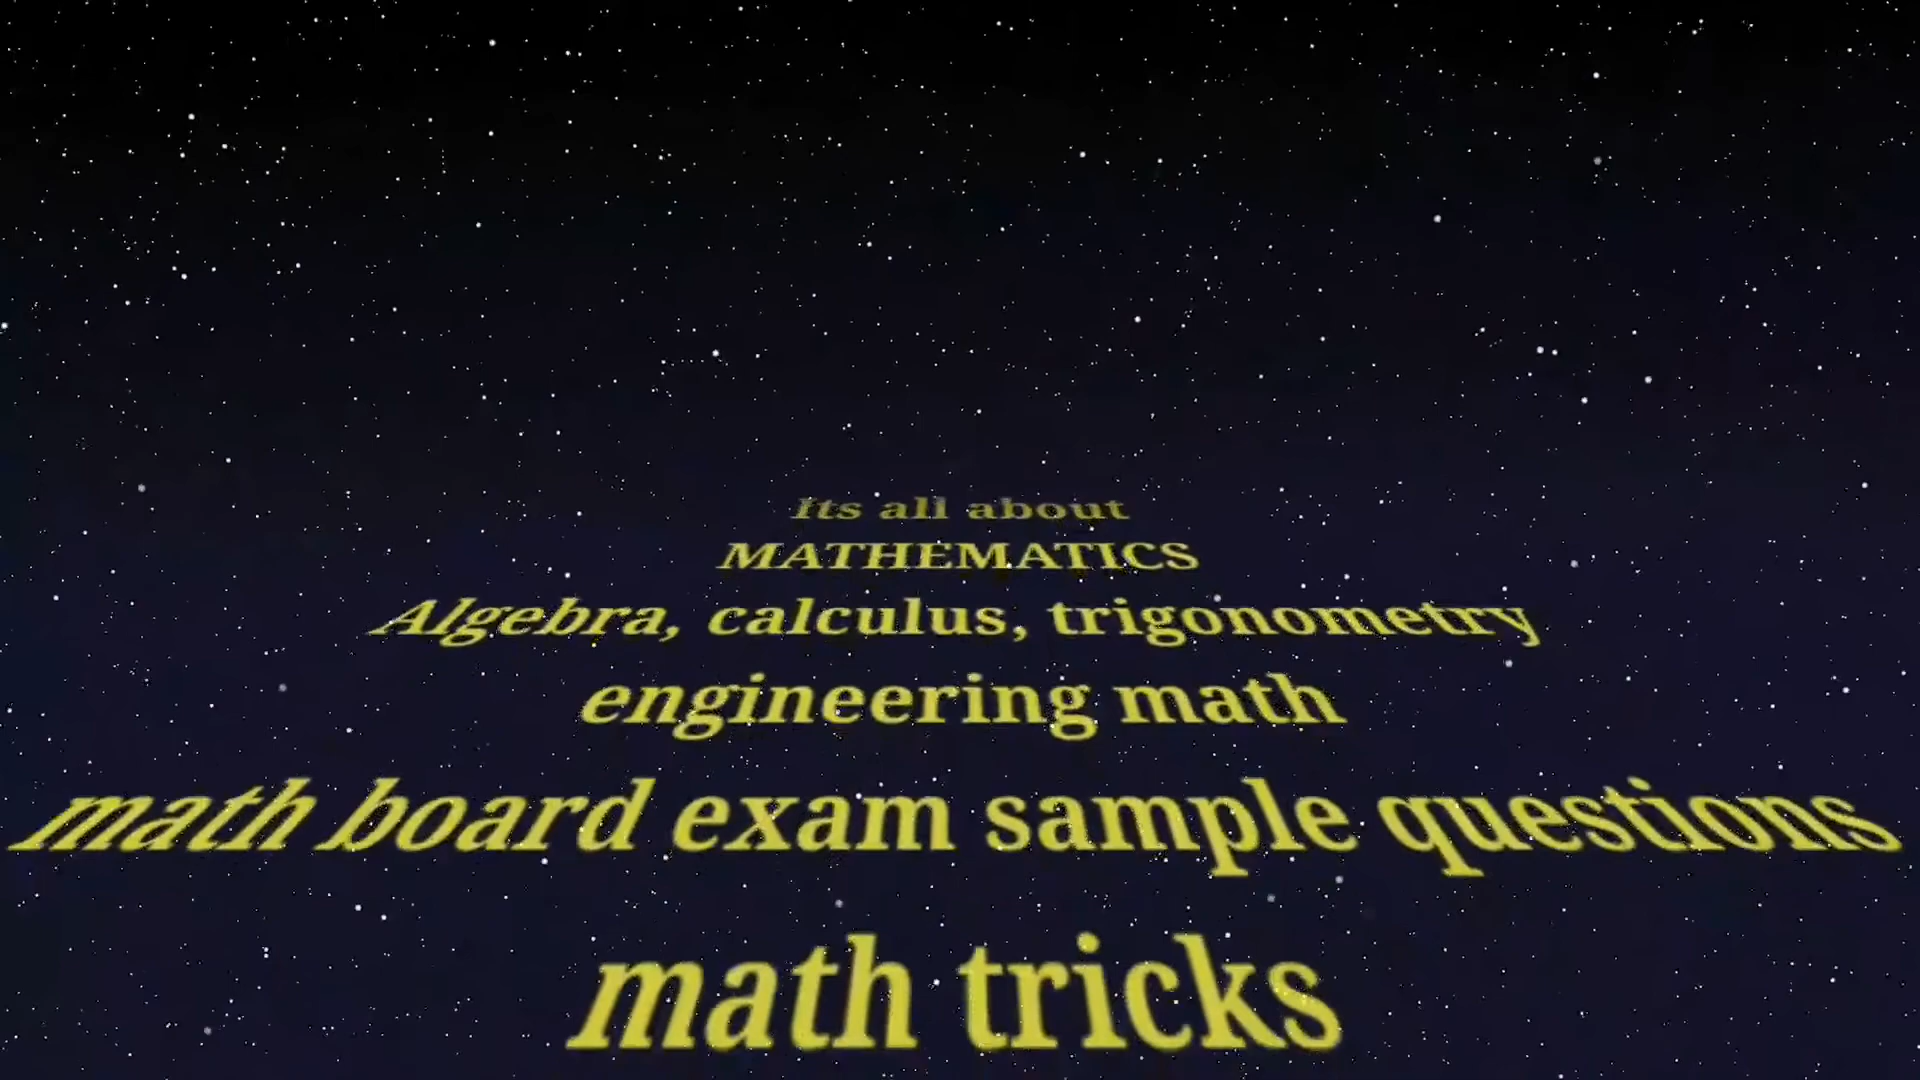 Its all about
MATHEMATICS
Algebra, calculus, trigonometry
engineering math
math board exam sample questions
math tricks